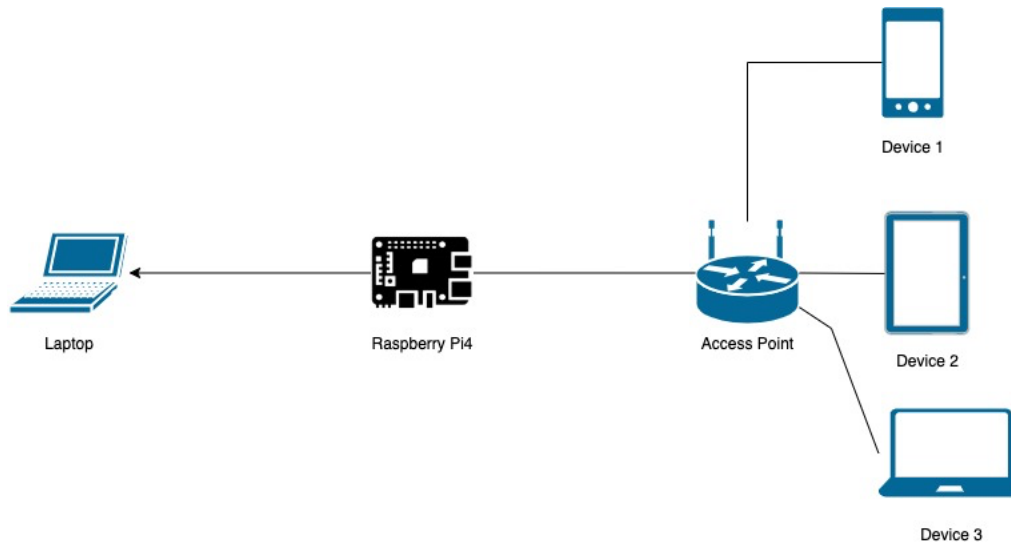 Device 1
Laptop
Raspberry Pi4
Access Point
Device 2
Device 3